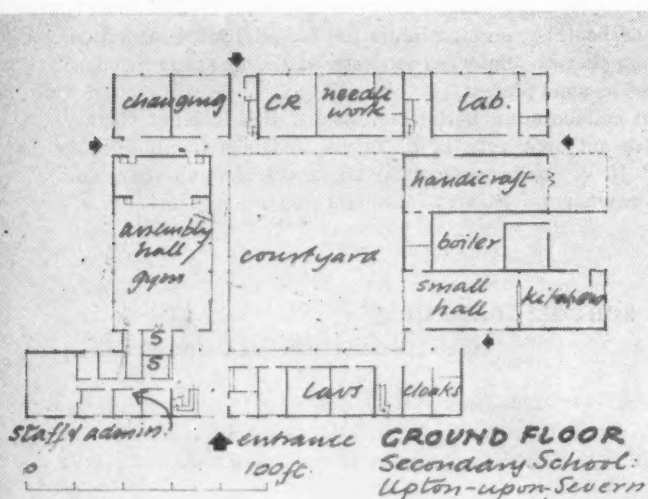 changing CR needle work lab.
handicraft
assembly hall gym
courtyard
boiler
small hall
kitchen
S
S
lavs cloaks
staff & admin.
entrance
GROUND FLOOR
0 100ft.
Secondary School:
Upton-upon-Severn